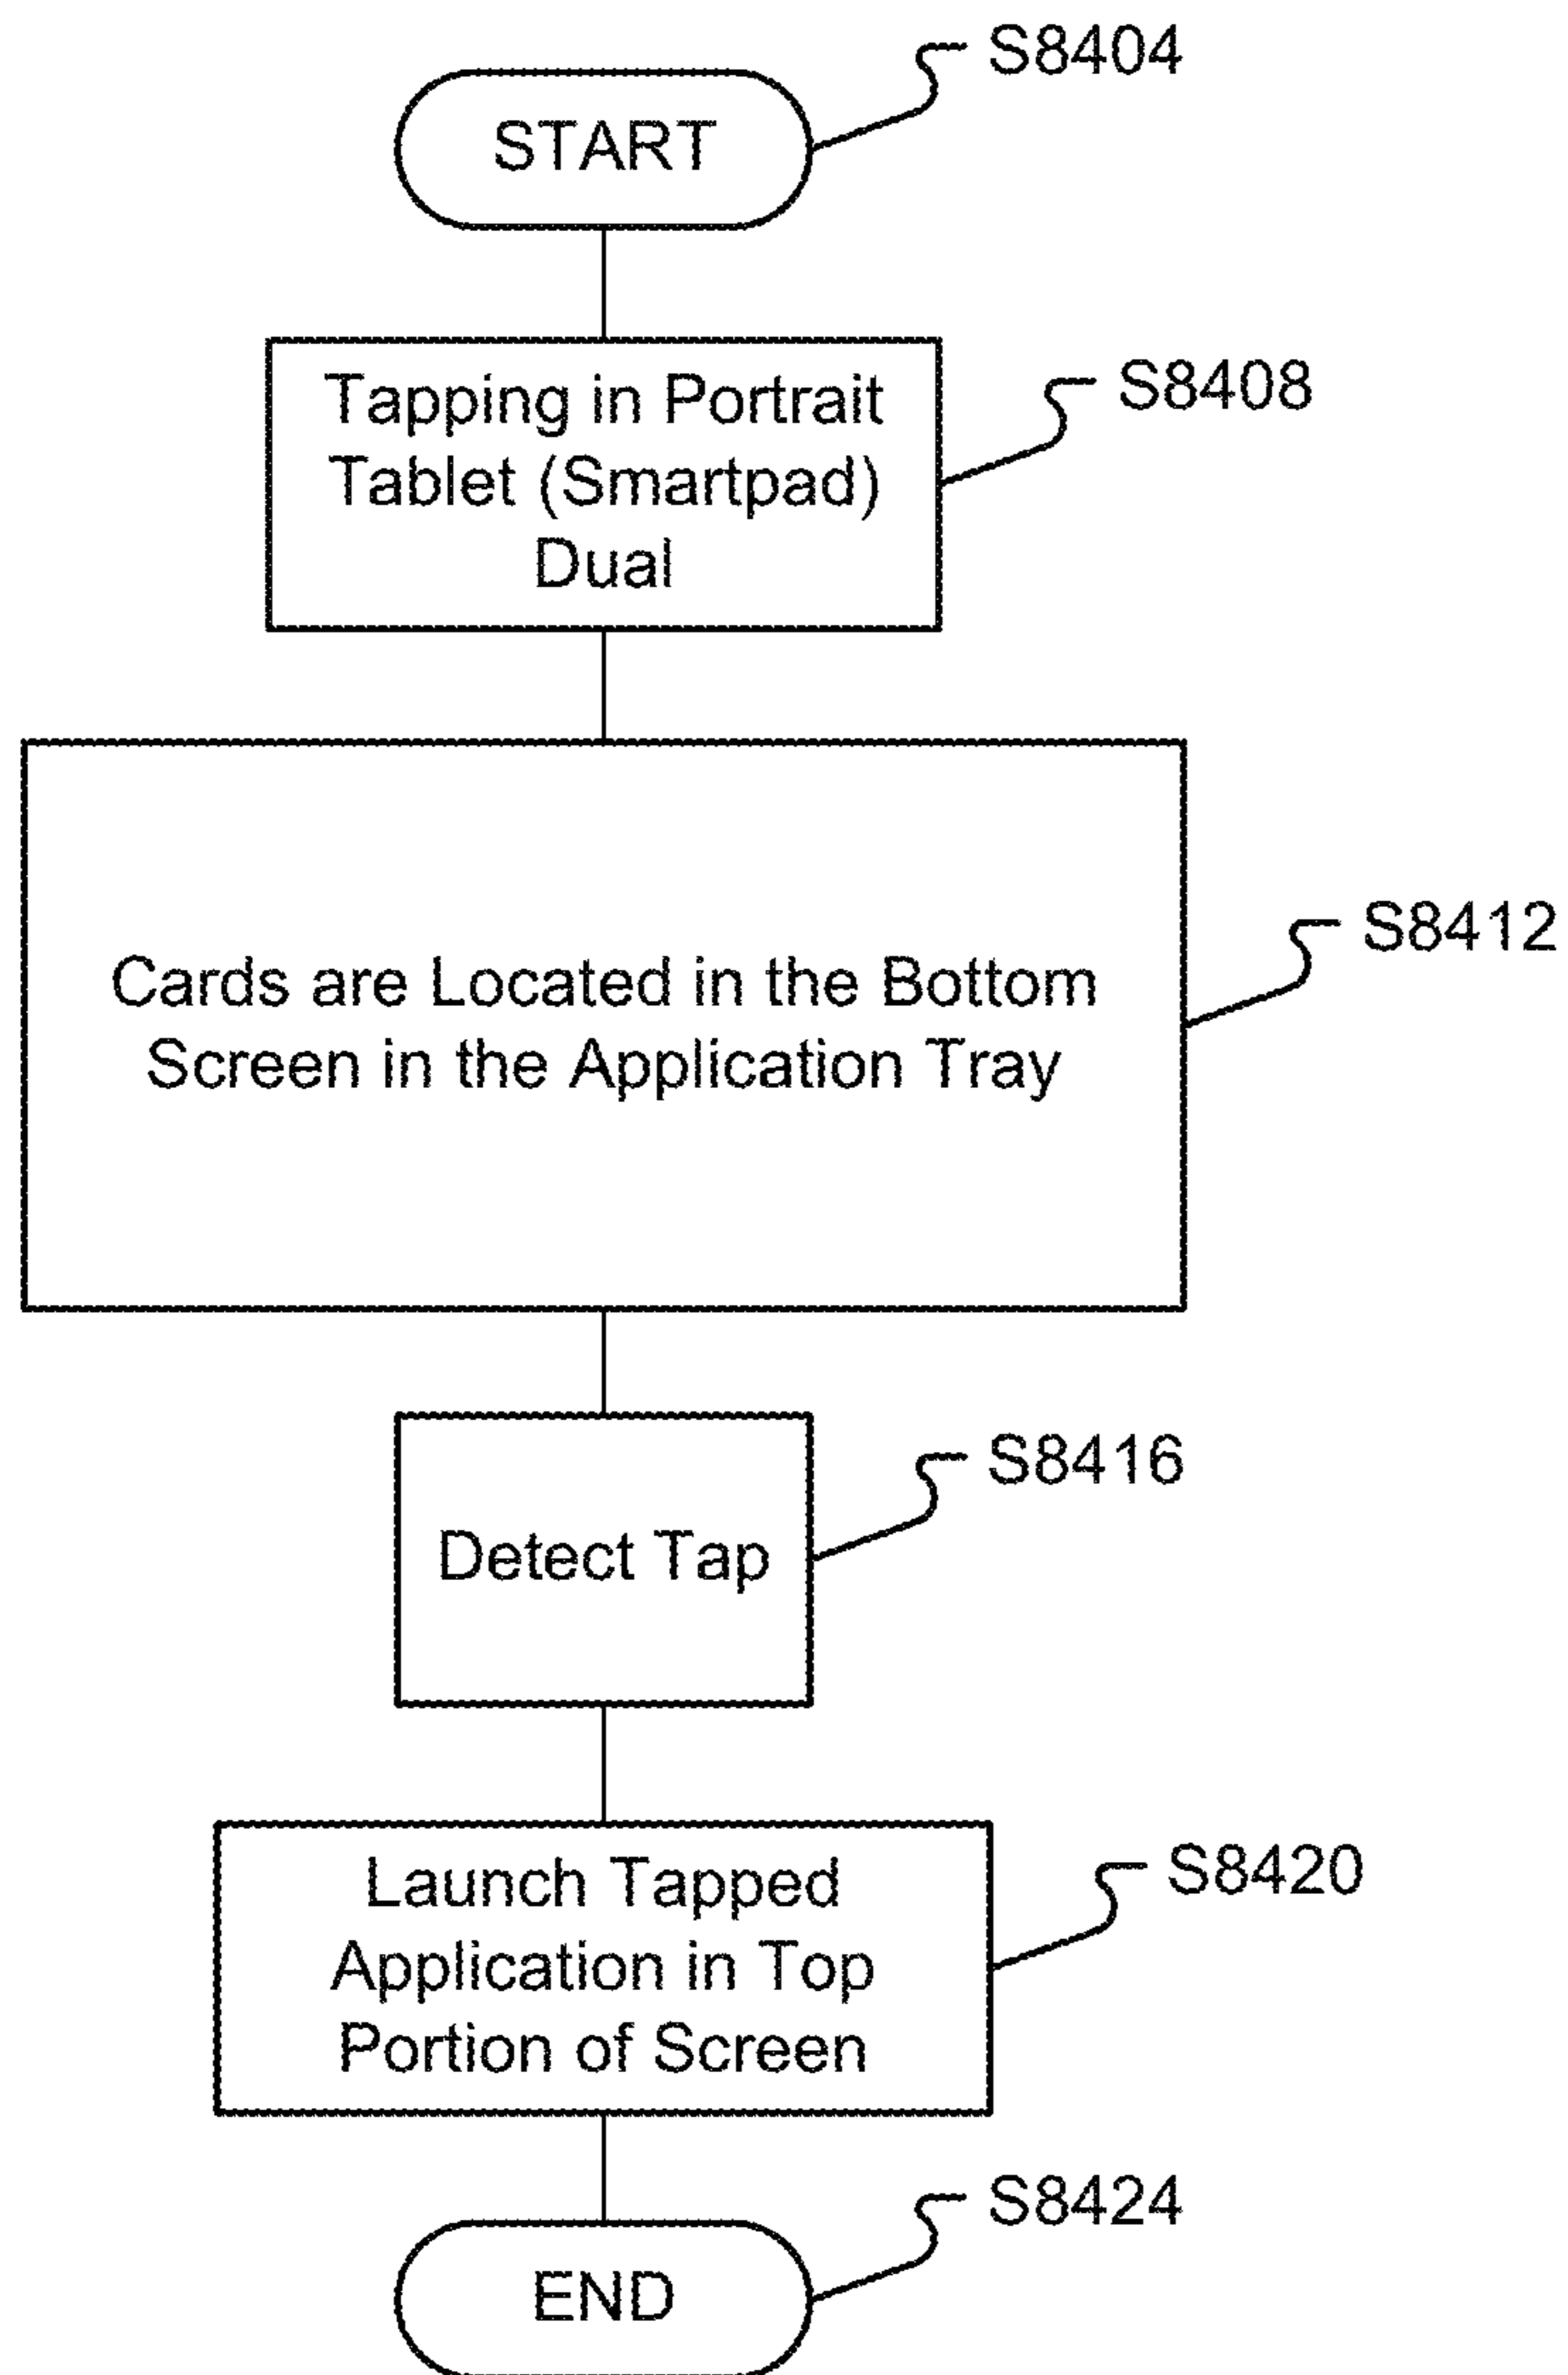 S8404
START
S8408
Tapping in Portrait
Tablet (Smartpad)
Dual
S8412
Cards are Located in the Bottom
Screen in the Application Tray
S8416
Detect Tap
S8420
Launch Tapped
Application in Top
Portion of Screen
S8424
END